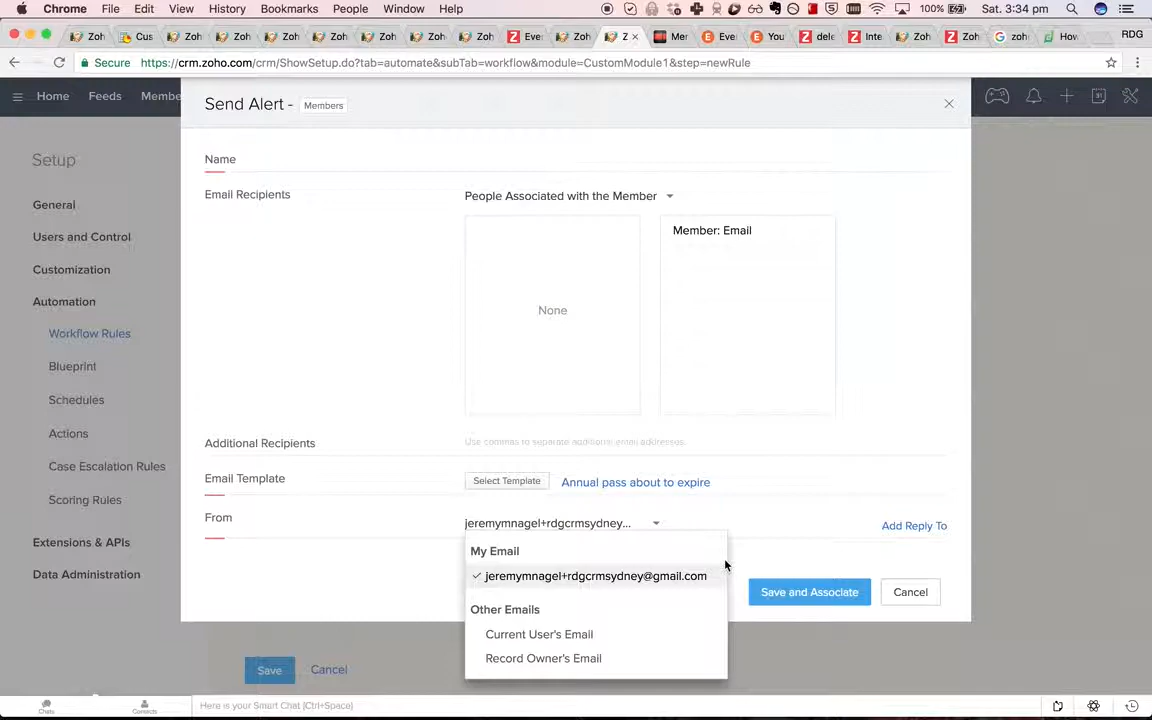 Chrome File Edit View History Bookmarks People Window Help 100% Sat. 3:34 pm
Zoh Cus Zoh Zoh Zoh Zoh Zoh Zoh Zoh Eve Zoh Z Mer Eve You dele Inte Zoh Zoh zoh How RDG
Secure https://crm.zoho.com/crm/ShowSetup.do?tab=automate&subTab=workflow&module=CustomModule1&step=newRule
Home Feeds Membe
Send Alert - Members
Setup
General
Users and Control
Customization
Automation
Workflow Rules
Blueprint
Schedules
Actions
Case Escalation Rules
Scoring Rules
Extensions & APIs
Data Administration
Name
Email Recipients People Associated with the Member
None
Member: Email
Additional Recipients Use commas to separate additional email addresses.
Email Template Select Template Annual pass about to expire
From jeremymnagel+rdgcrmsydney... Add Reply To
My Email
jeremymnagel+rdgcrmsydney@gmail.com
Other Emails
Current User's Email
Record Owner's Email
Save and Associate Cancel
Save Cancel
Chats Contacts Here is your Smart Chat (Ctrl+Space)